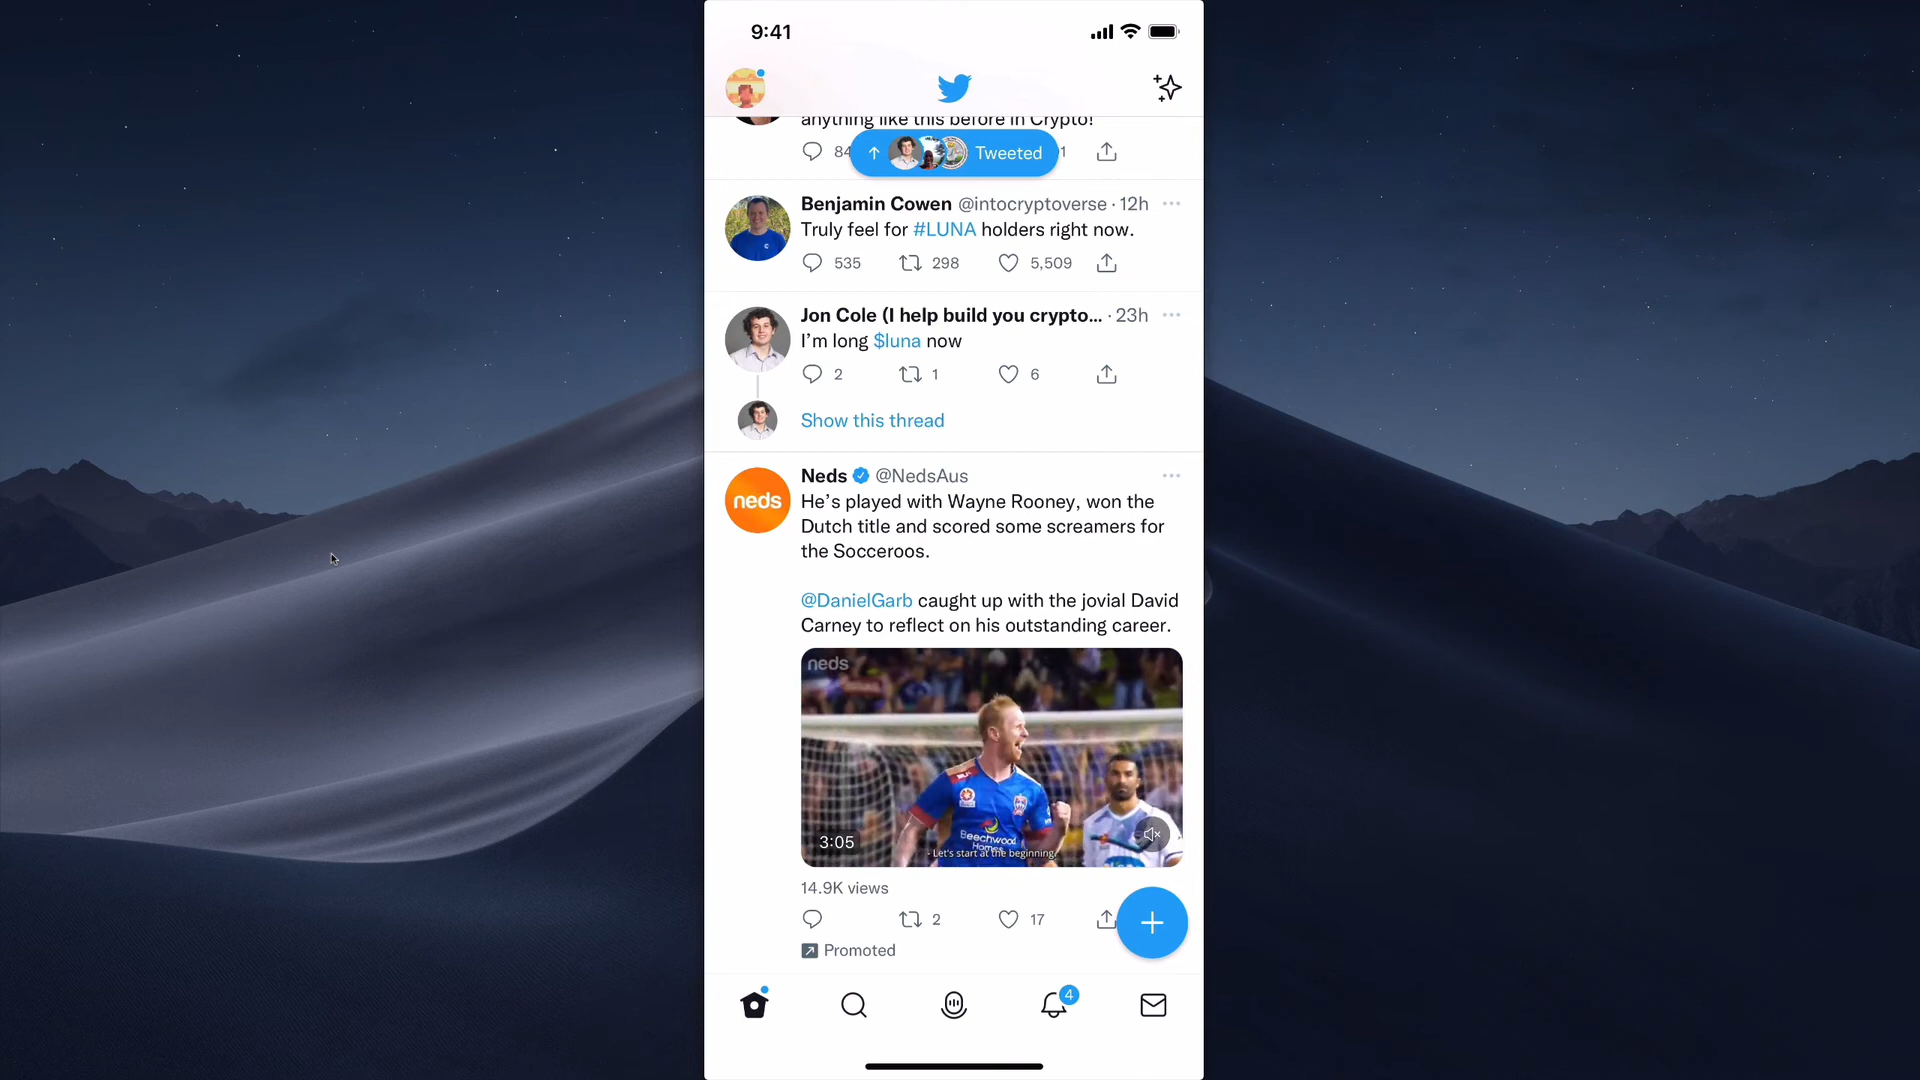 9:41
anything like this before in Crypto!
84
Tweeted
1
Benjamin Cowen @intocryptoverse · 12h
Truly feel for #LUNA holders right now.
535 298 5,509
Jon Cole (I help build you crypto... · 23h
I'm long $luna now
2 1 6
Show this thread
Neds @NedsAus
neds
He's played with Wayne Rooney, won the
Dutch title and scored some screamers for
the Socceroos.
@DanielGarb caught up with the jovial David
Carney to reflect on his outstanding career.
neds
Beechwood
Homes
3:05
- Let's start at the beginning.
14.9K views
2 17
Promoted
4